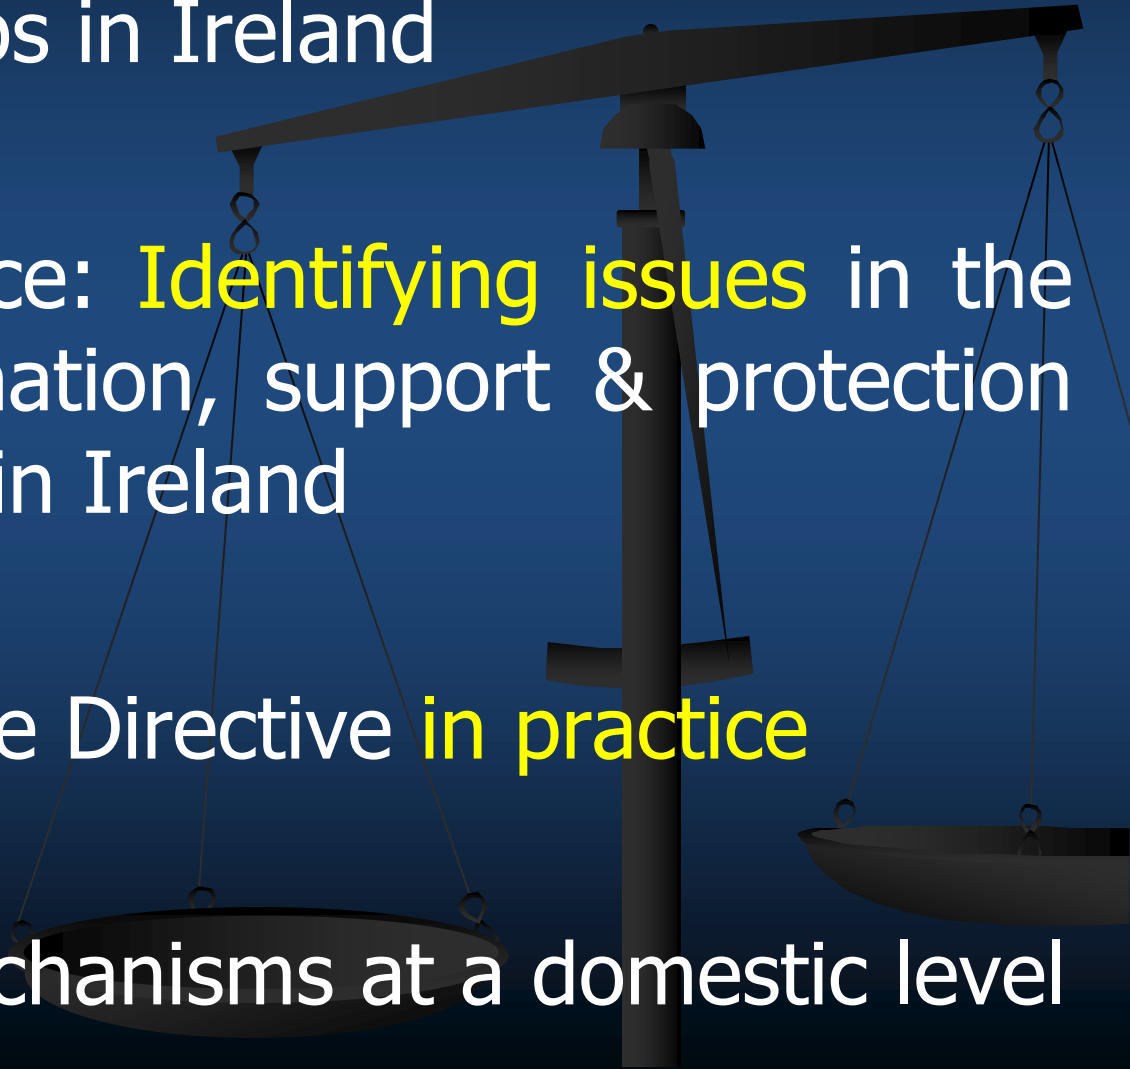 os in Ireland
ce: Identifying issues in the
nation, support & protection
in Ireland
e Directive in practice
chanisms at a domestic level